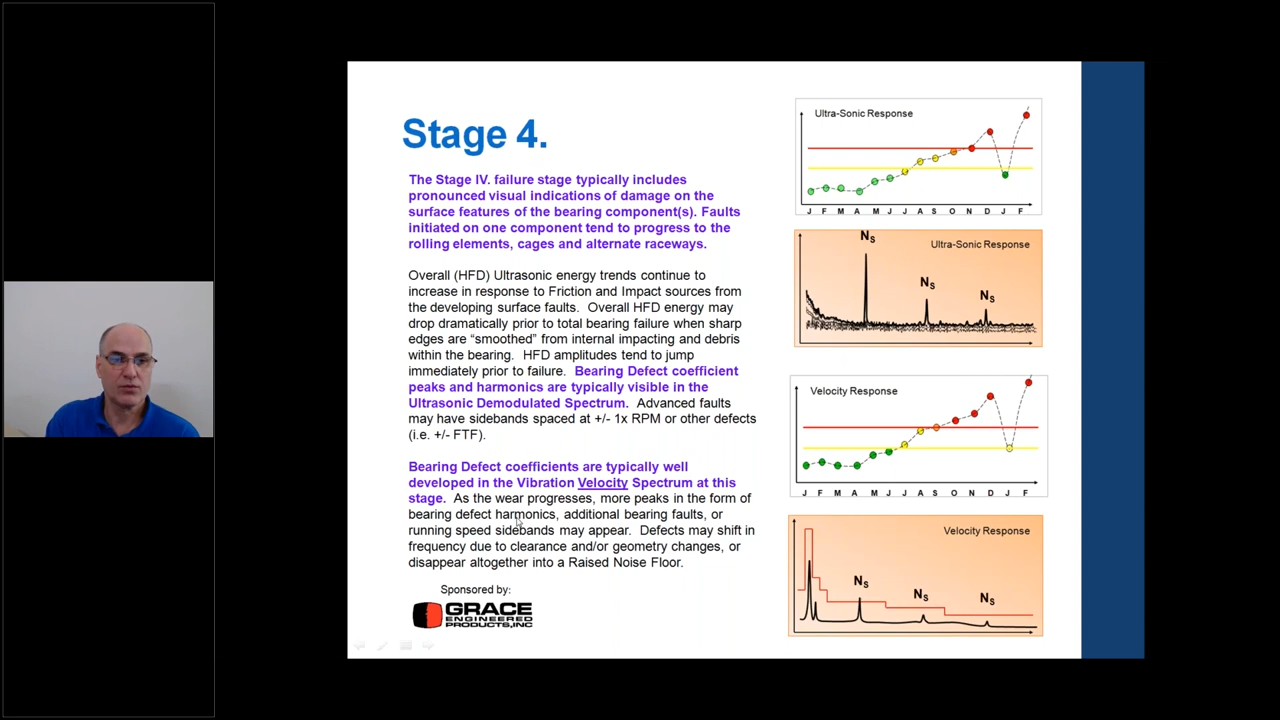 Stage 4.
The Stage IV. failure stage typically includes
pronounced visual indications of damage on the
surface features of the bearing component(s). Faults
initiated on one component tend to progress to the
rolling elements, cages and alternate raceways.
Overall (HFD) Ultrasonic energy trends continue to
increase in response to Friction and Impact sources from
the developing surface faults. Overall HFD energy may
drop dramatically prior to total bearing failure when sharp
edges are “smoothed” from internal impacting and debris
within the bearing. HFD amplitudes tend to jump
immediately prior to failure. Bearing Defect coefficient
peaks and harmonics are typically visible in the
Ultrasonic Demodulated Spectrum. Advanced faults
may have sidebands spaced at +/- 1x RPM or other defects
(i.e. +/- FTF).
Bearing Defect coefficients are typically well
developed in the Vibration Velocity Spectrum at this
stage. As the wear progresses, more peaks in the form of
bearing defect harmonics, additional bearing faults, or
running speed sidebands may appear. Defects may shift in
frequency due to clearance and/or geometry changes, or
disappear altogether into a Raised Noise Floor.
Sponsored by:
GRACE
ENGINEERED
PRODUCTS, INC
Ultra-Sonic Response
J F M A M J J A S O N D J F
Ultra-Sonic Response
NS
NS
NS
Velocity Response
J F M A M J J A S O N D J F
Velocity Response
NS
NS
NS